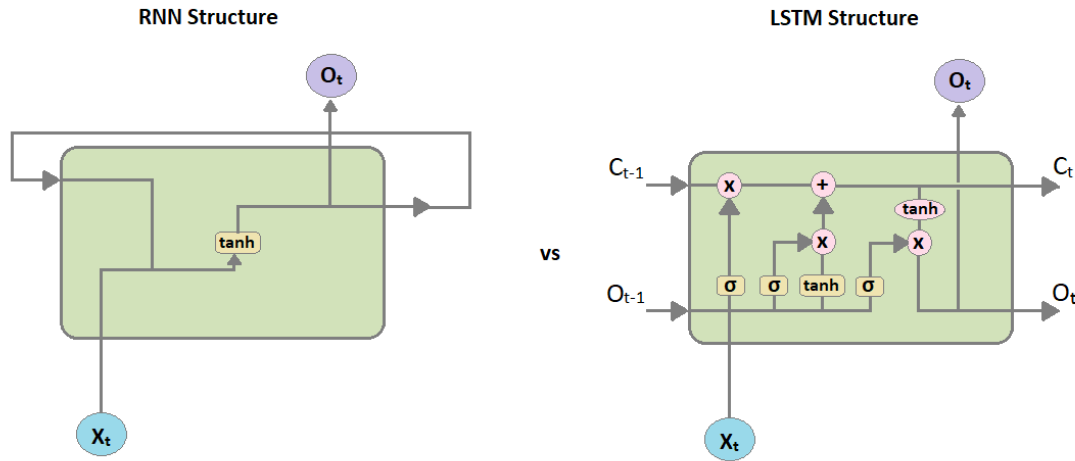 RNN Structure
LSTM Structure
Oₜ
tanh
Xₜ
vs
Oₜ
Cₜ₋₁
x
+
Cₜ
tanh
x
x
σ
σ
tanh
σ
Oₜ₋₁
Oₜ
Xₜ